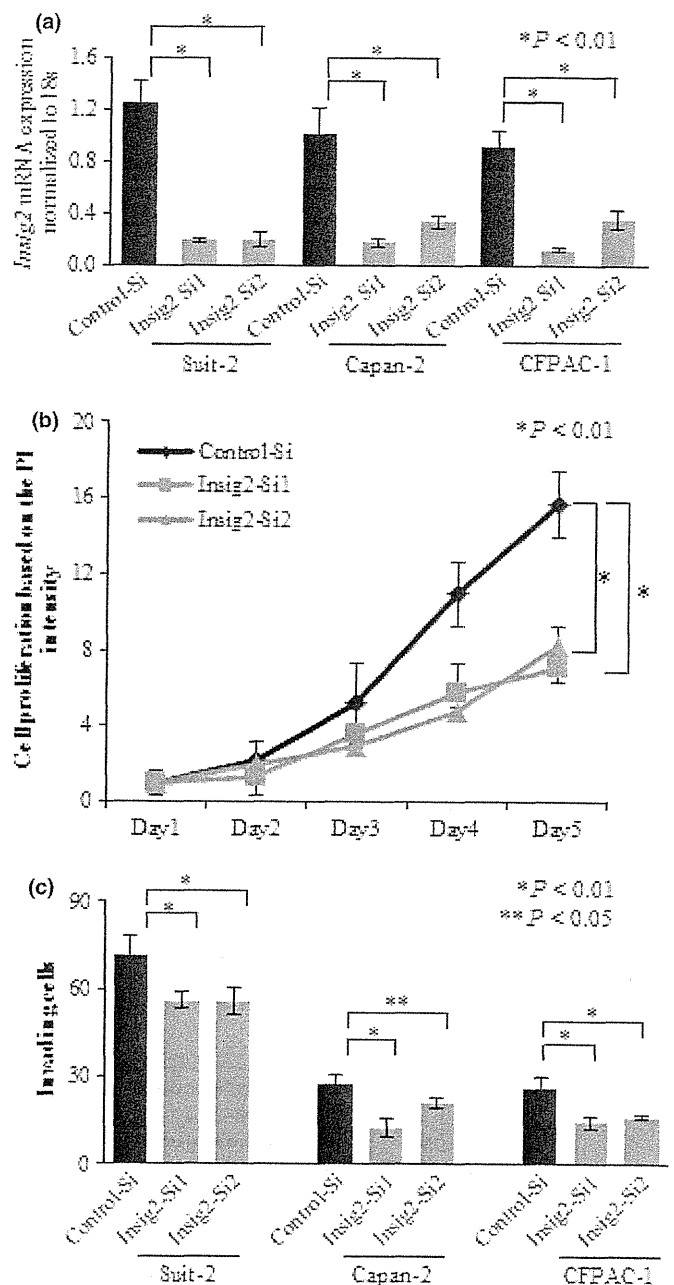 (a)
*P < 0.01
Insig2 mRNA expression
normalized to 18s
1.6
1.2
0.8
0.4
0.0
* * * * * *
Control-Si Insig2 Si1 Insig2 Si2 Control-Si Insig2 Si1 Insig2 Si2 Control-Si Insig2 Si1 Insig2 Si2
Suit-2 Capan-2 CFPAC-1
(b)
*P < 0.01
Cell proliferation based on the PI
intensity
20
16
12
8
4
0
Control-Si
Insig2-Si1
Insig2-Si2
* *
Day1 Day2 Day3 Day4 Day5
(c)
*P < 0.01
**P < 0.05
Invading cells
90
60
30
0
* * * ** * *
Control-Si Insig2-Si1 Insig2-Si2 Control-Si Insig2-Si1 Insig2-Si2 Control-Si Insig2-Si1 Insig2-Si2
Suit-2 Capan-2 CFPAC-1